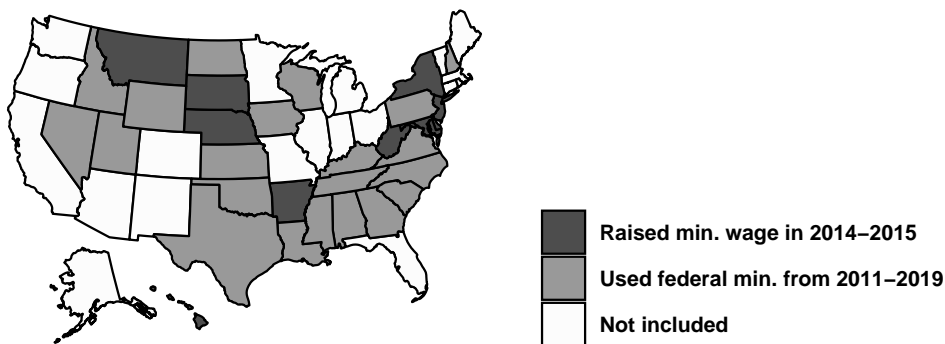 Raised min. wage in 2014−2015
Used federal min. from 2011−2019
Not included